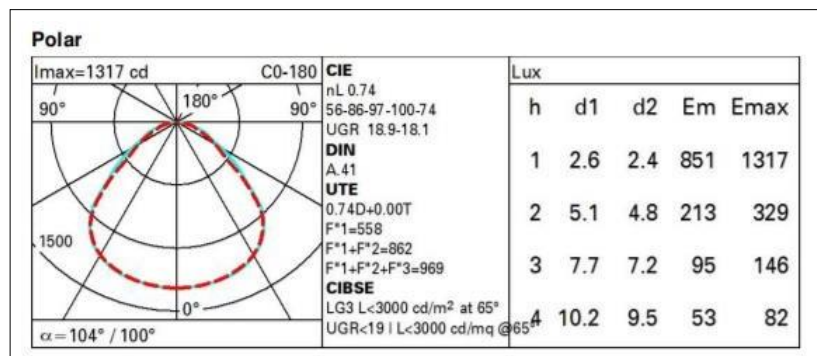 Polar
Imax=1317 cd C0-180
90° 180° 90°
1500
0°
α=104° / 100°
CIE
nL 0.74
56-86-97-100-74
UGR 18.9-18.1
DIN
A.41
UTE
0.74D+0.00T
F"1=558
F"1+F"2=862
F"1+F"2+F"3=969
CIBSE
LG3 L<3000 cd/m² at 65°
UGR<19 | L<3000 cd/mq @65°
Lux
h d1 d2 Em Emax
1 2.6 2.4 851 1317
2 5.1 4.8 213 329
3 7.7 7.2 95 146
4 10.2 9.5 53 82